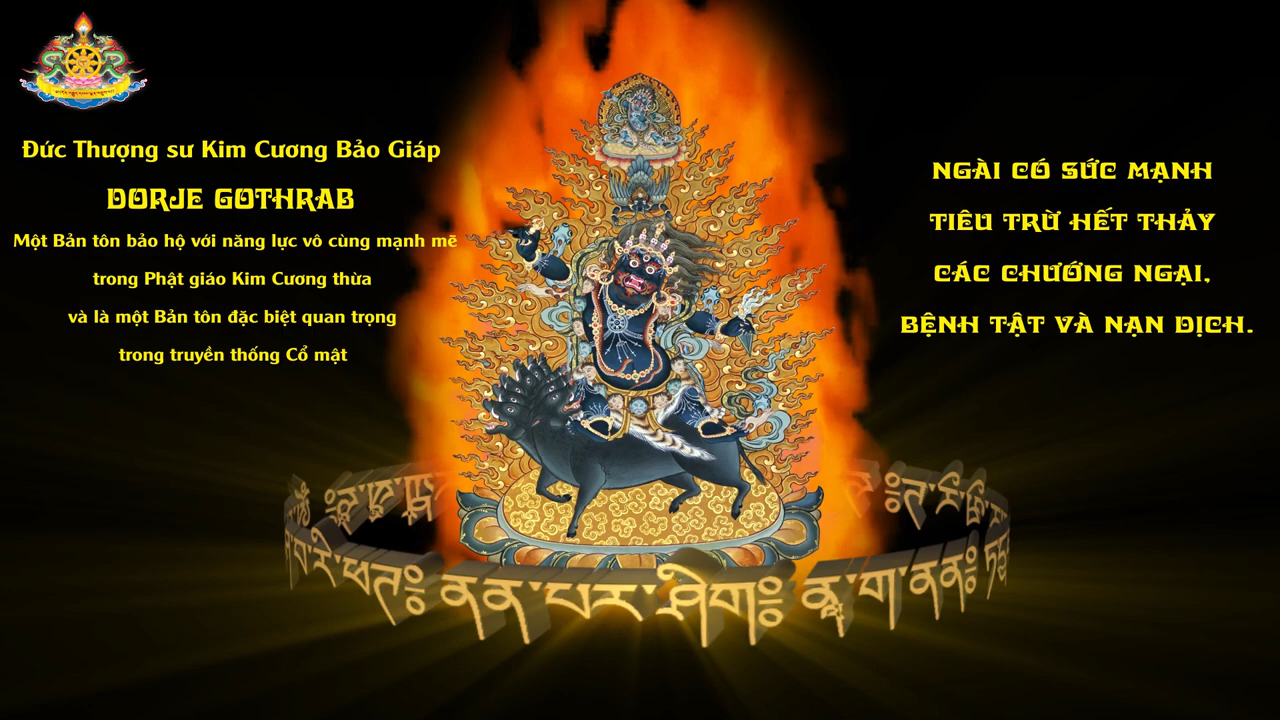 Đức Thượng sư Kim Cương Bảo Giáp
DORJE GOTHRAB
Một Bản tôn bảo hộ với năng lực vô cùng mạnh mẽ
trong Phật giáo Kim Cương thừa
và là một Bản tôn đặc biệt quan trọng
trong truyền thống Cổ mật
NGÀI CÓ SỨC MẠNH
TIÊU TRỪ HẾT THẢY
CÁC CHƯỚNG NGẠI,
BỆNH TẬT VÀ NẠN DỊCH.
ནན་པར་ཤིག༔